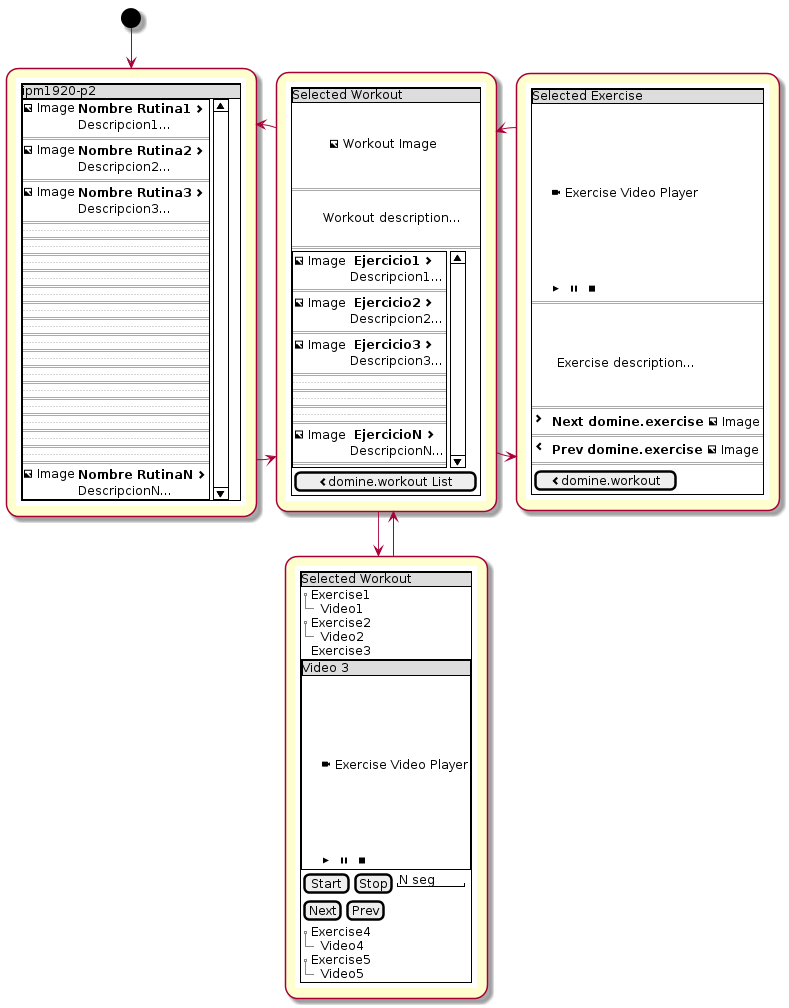 ipm1920-p2
Image Nombre Rutina1
Descripcion1...
Image Nombre Rutina2
Descripcion2...
Image Nombre Rutina3
Descripcion3...
Image Nombre RutinaN
DescripcionN...
Selected Workout
Workout Image
Workout description...
Image Ejercicio1
Descripcion1...
Image Ejercicio2
Descripcion2...
Image Ejercicio3
Descripcion3...
Image EjercicioN
DescripcionN...
domine.workout List
Selected Exercise
Exercise Video Player
Exercise description...
Next domine.exercise Image
Prev domine.exercise Image
domine.workout
Selected Workout
Exercise1
Video1
Exercise2
Video2
Exercise3
Video 3
Exercise Video Player
Start Stop N seg
Next Prev
Exercise4
Video4
Exercise5
Video5